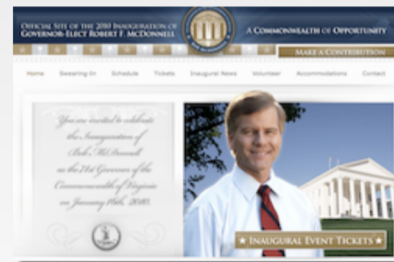 OFFICIAL SITE OF THE 2010 INAUGURATION OF
GOVERNOR-ELECT ROBERT F. MCDONNELL
A COMMONWEALTH OF OPPORTUNITY
MAKE A CONTRIBUTION
Home Swearing In Schedule Tickets Inaugural News Volunteer Accommodations Contact
You are invited to celebrate
the Inauguration of
Bob McDonnell
as the 71st Governor of the
Commonwealth of Virginia
on January 16th, 2010.
INAUGURAL EVENT TICKETS